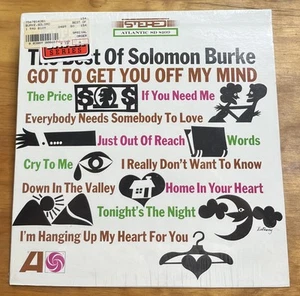 STEREO
ATLANTIC SD 8109
The Best Of Solomon Burke
GOT TO GET YOU OFF MY MIND
The Price $¢$ If You Need Me
Everybody Needs Somebody To Love
Just Out Of Reach Words
Cry To Me I Really Don't Want To Know
Down In The Valley Home In Your Heart
Tonight's The Night
I'm Hanging Up My Heart For You